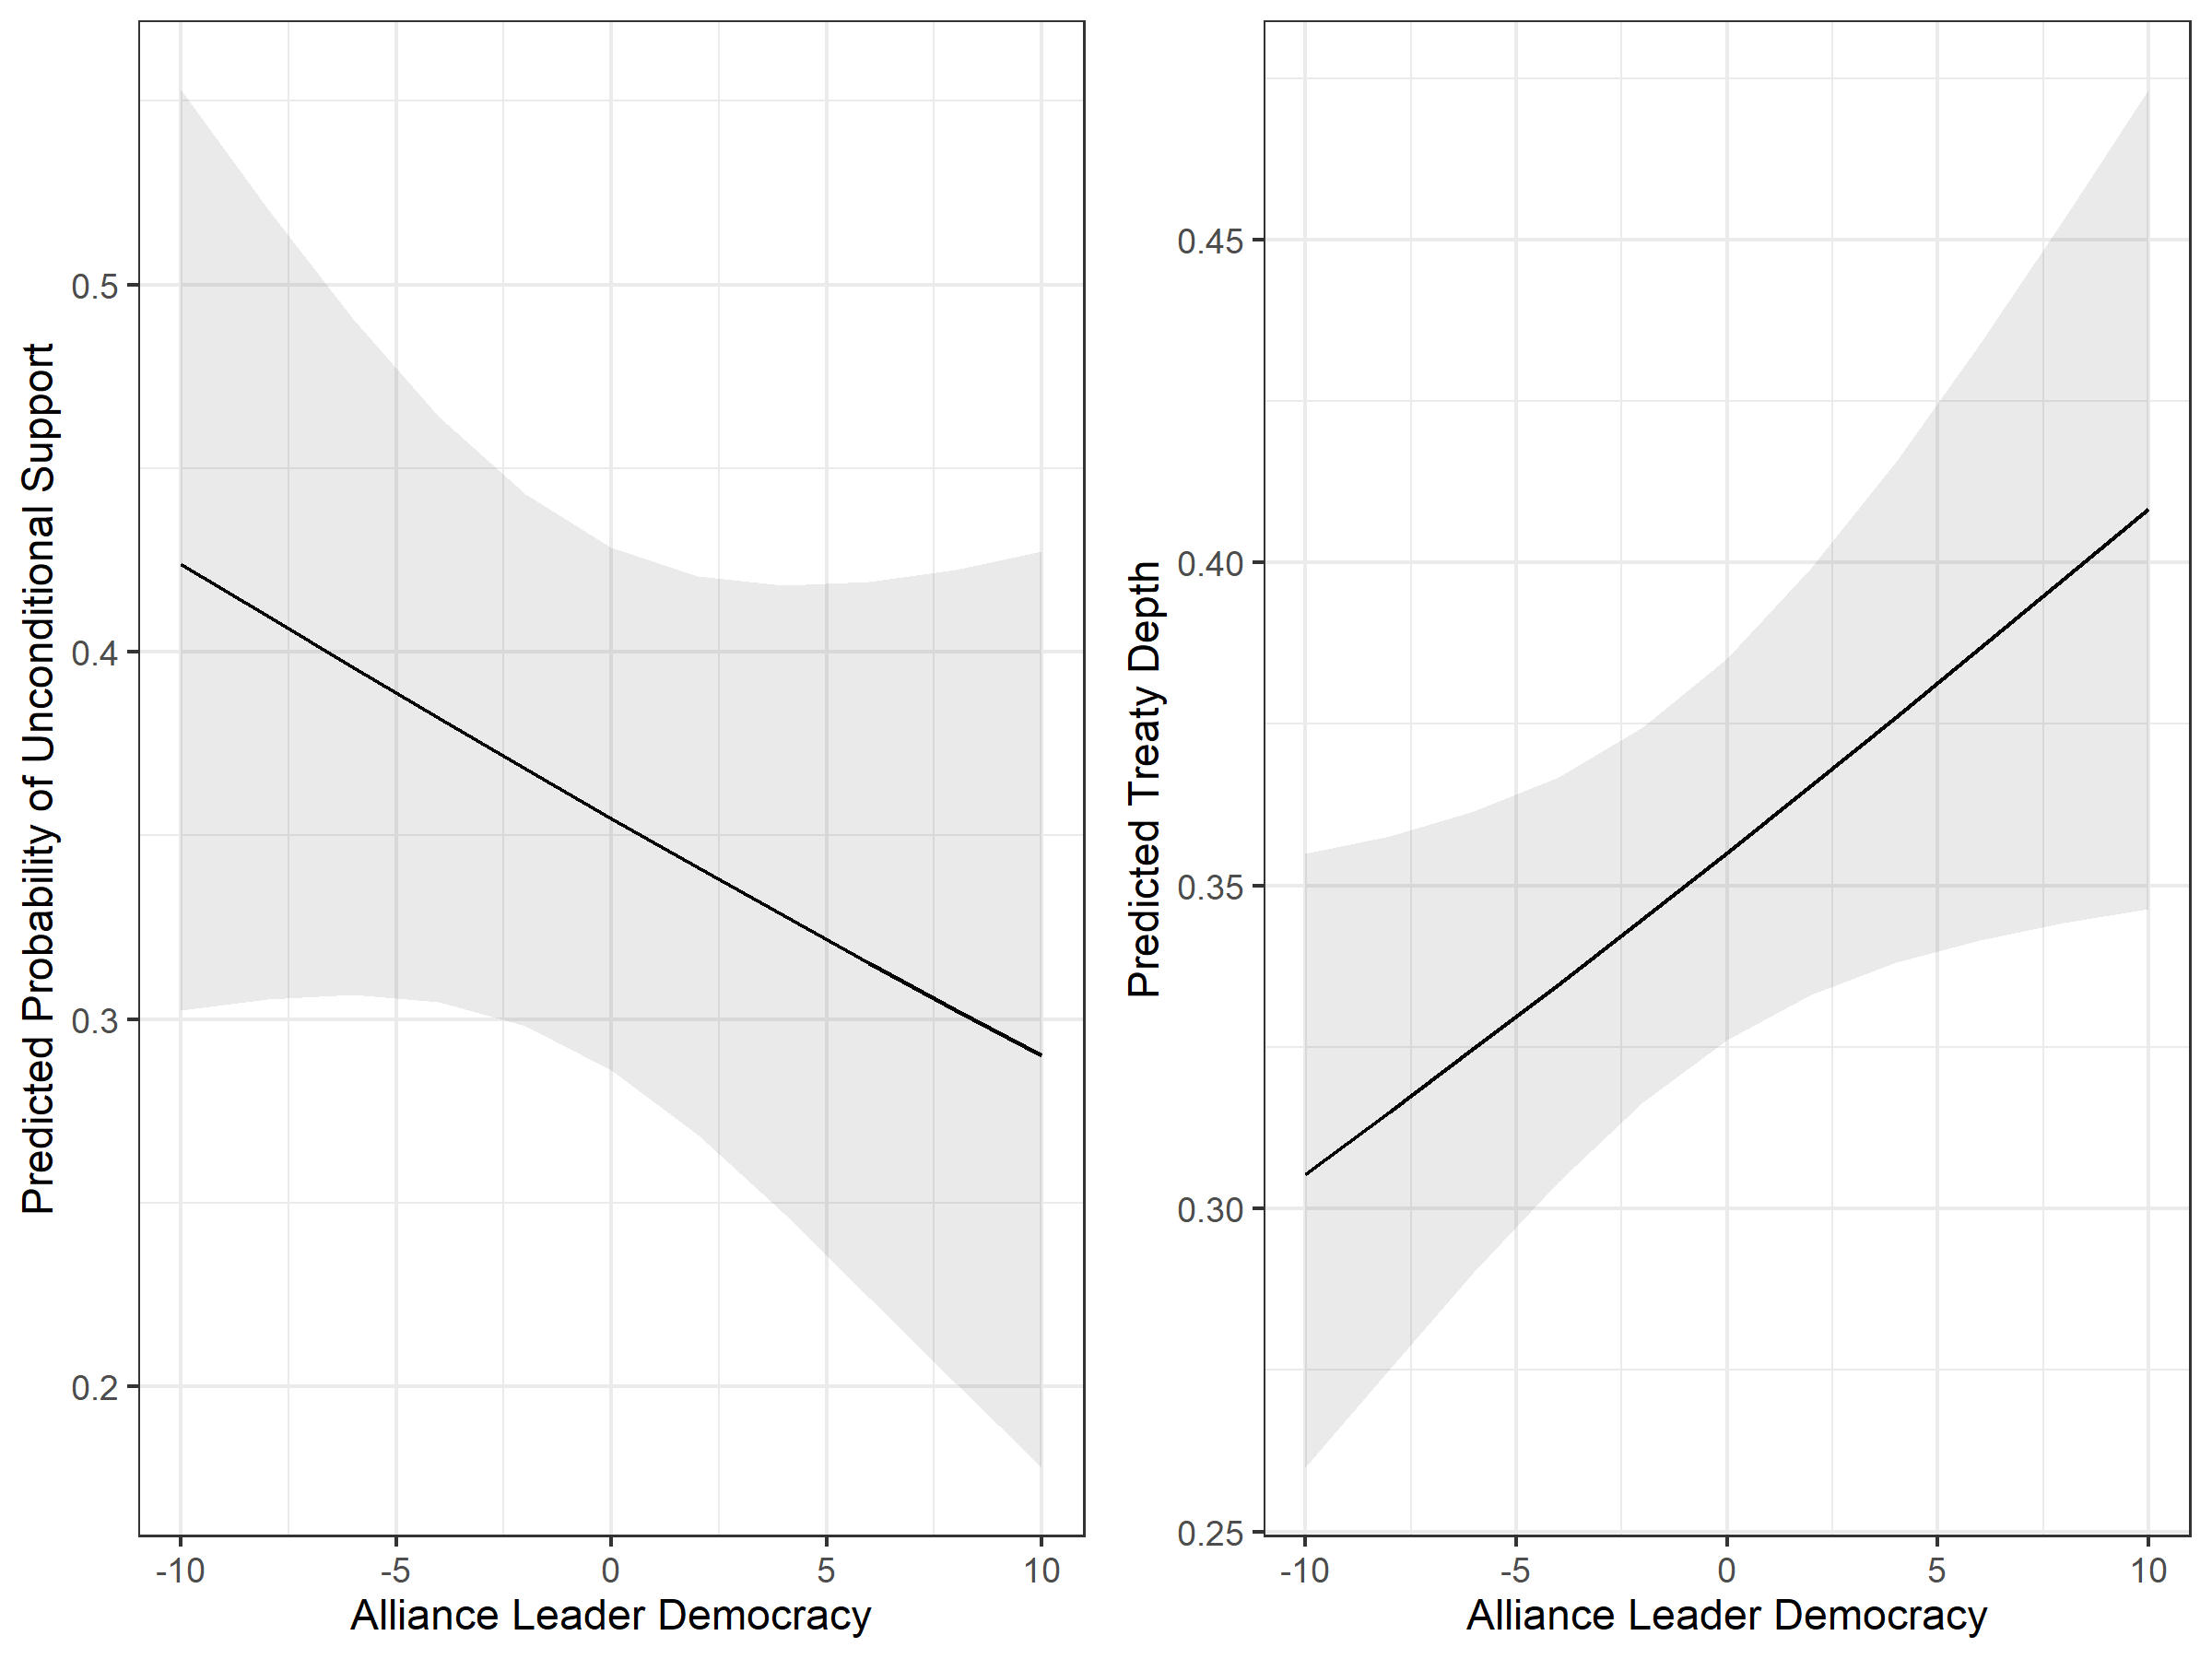 Predicted Probability of Unconditional Support
0.5
0.4
0.3
0.2
-10 -5 0 5 10
Alliance Leader Democracy
Predicted Treaty Depth
0.45
0.40
0.35
0.30
0.25
-10 -5 0 5 10
Alliance Leader Democracy